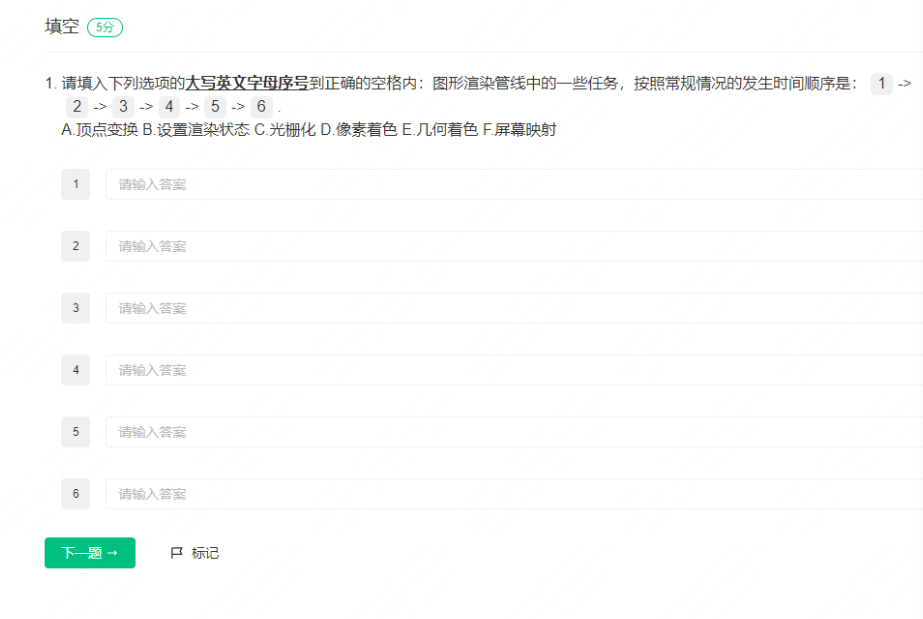 填空 5分
1. 请填入下列选项的大写英文字母序号到正确的空格内：图形渲染管线中的一些任务，按照常规情况的发生时间顺序是： 1 ->
2 -> 3 -> 4 -> 5 -> 6 .
A.顶点变换 B.设置渲染状态 C.光栅化 D.像素着色 E.几何着色 F.屏幕映射
1 请输入答案
2 请输入答案
3 请输入答案
4 请输入答案
5 请输入答案
6 请输入答案
下一题 → 标记